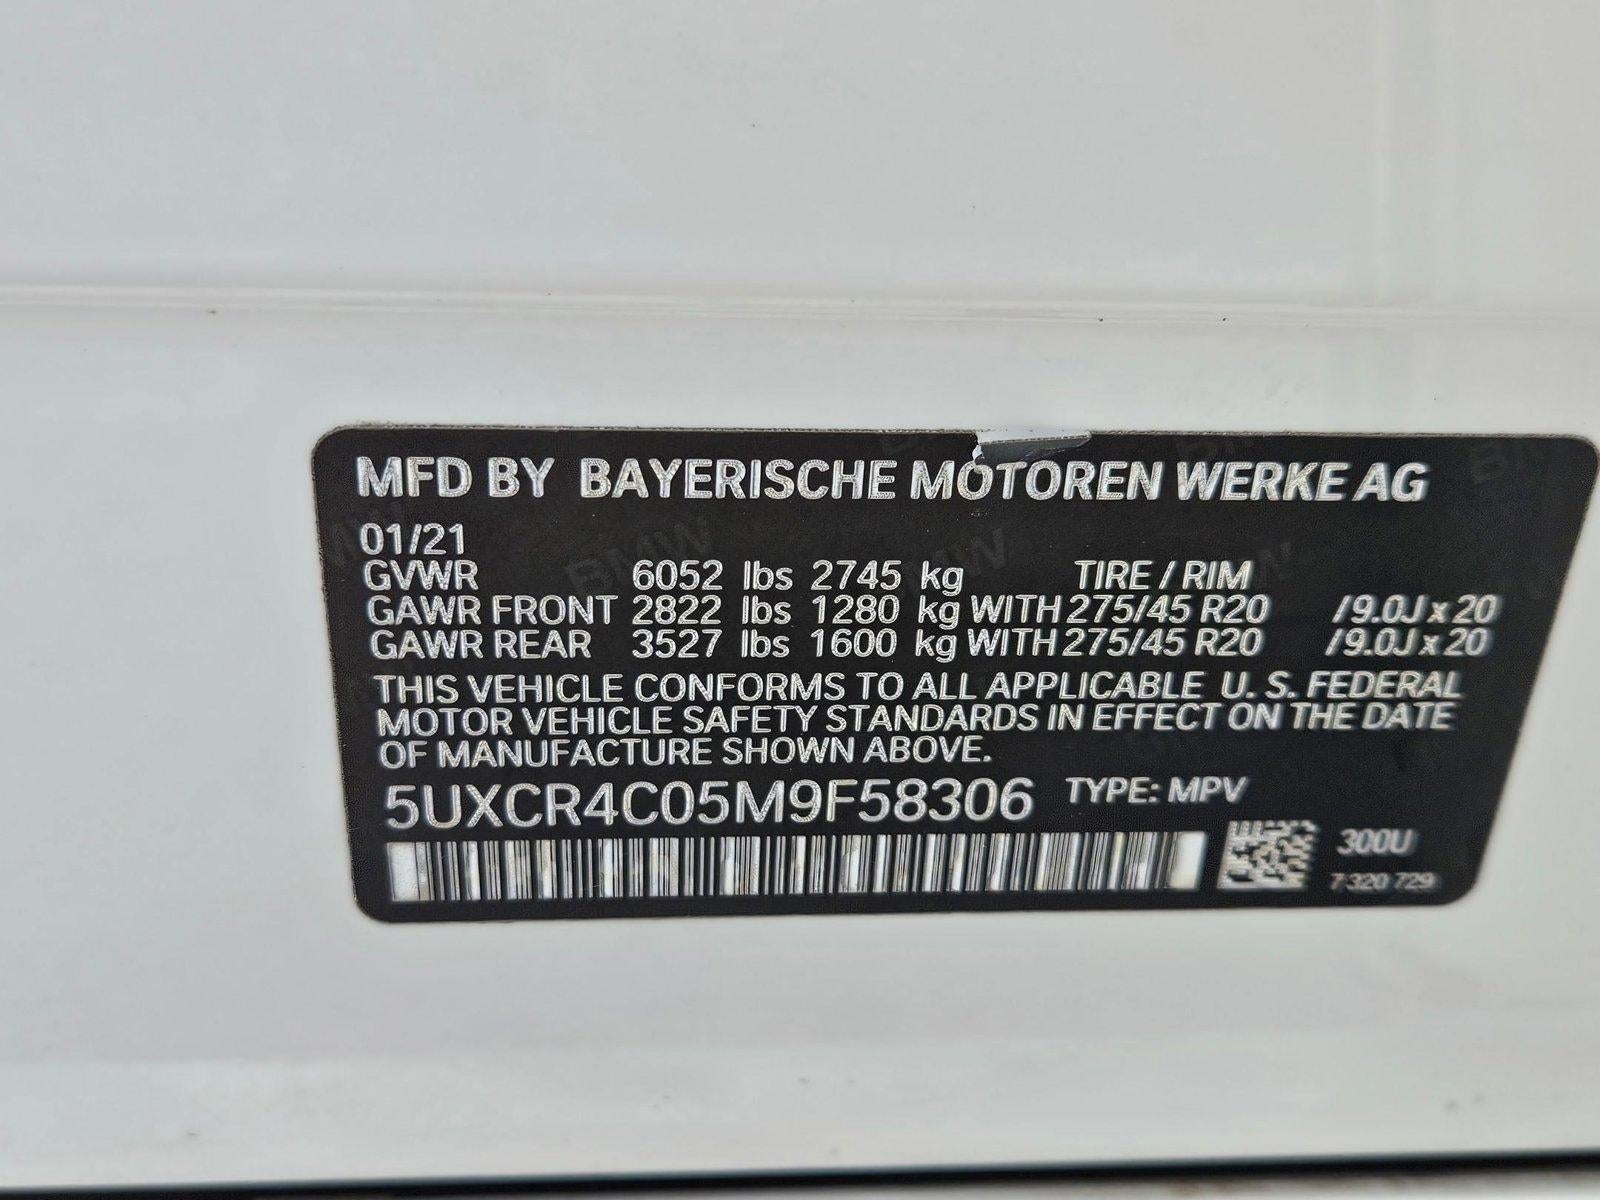 MFD BY BAYERISCHE MOTOREN WERKE AG
01/21
GVWR 6052 lbs 2745 kg TIRE / RIM
GAWR FRONT 2822 lbs 1280 kg WITH 275/45 R20 /9.0J x 20
GAWR REAR 3527 lbs 1600 kg WITH 275/45 R20 /9.0J x 20
THIS VEHICLE CONFORMS TO ALL APPLICABLE U. S. FEDERAL
MOTOR VEHICLE SAFETY STANDARDS IN EFFECT ON THE DATE
OF MANUFACTURE SHOWN ABOVE.
5UXCR4C05M9F58306 TYPE: MPV
300U
7 320 729